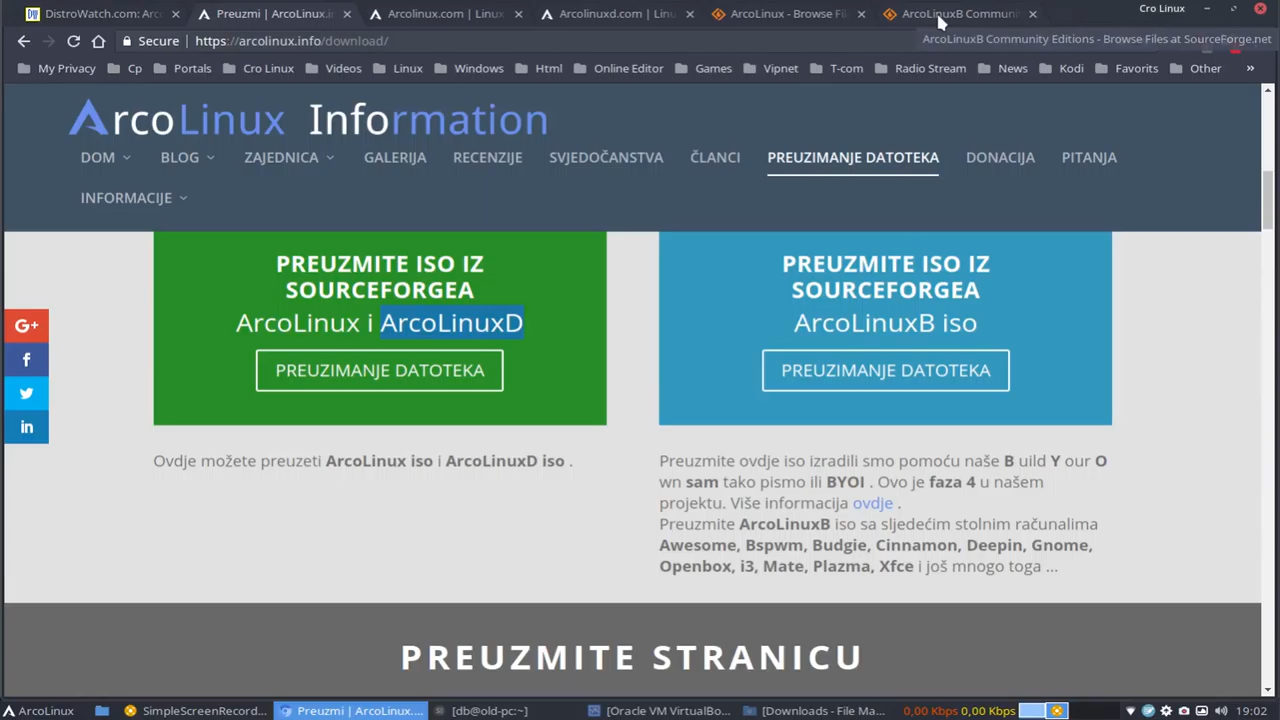 DistroWatch.com: Arc
Preuzmi | ArcoLinux.i
Arcolinux.com | Linux
Arcolinuxd.com | Linu
ArcoLinux - Browse Fi
ArcoLinuxB Communi
Cro Linux
Secure
https://arcolinux.info/download/
ArcoLinuxB Community Editions - Browse Files at SourceForge.net
My Privacy
Cp
Portals
Cro Linux
Videos
Linux
Windows
Html
Online Editor
Games
Vipnet
T-com
Radio Stream
News
Kodi
Favorits
Other
»
ArcoLinux Information
DOM
BLOG
ZAJEDNICA
GALERIJA
RECENZIJE
SVJEDOČANSTVA
ČLANCI
PREUZIMANJE DATOTEKA
DONACIJA
PITANJA
INFORMACIJE
PREUZMITE ISO IZ
SOURCEFORGEA
ArcoLinux i ArcoLinuxD
PREUZIMANJE DATOTEKA
Ovdje možete preuzeti ArcoLinux iso i ArcoLinuxD iso .
PREUZMITE ISO IZ
SOURCEFORGEA
ArcoLinuxB iso
PREUZIMANJE DATOTEKA
Preuzmite ovdje iso izradili smo pomoću naše B uild Y our O
wn sam tako pismo ili BYOI . Ovo je faza 4 u našem
projektu. Više informacija ovdje .
Preuzmite ArcoLinuxB iso sa sljedećim stolnim računalima
Awesome, Bspwm, Budgie, Cinnamon, Deepin, Gnome,
Openbox, i3, Mate, Plazma, Xfce i još mnogo toga ...
G+
f
in
PREUZMITE STRANICU
ArcoLinux
SimpleScreenRecord...
Preuzmi | ArcoLinux....
[db@old-pc:~]
[Oracle VM VirtualBo...
[Downloads - File Ma...
0,00 Kbps 0,00 Kbps
19:02